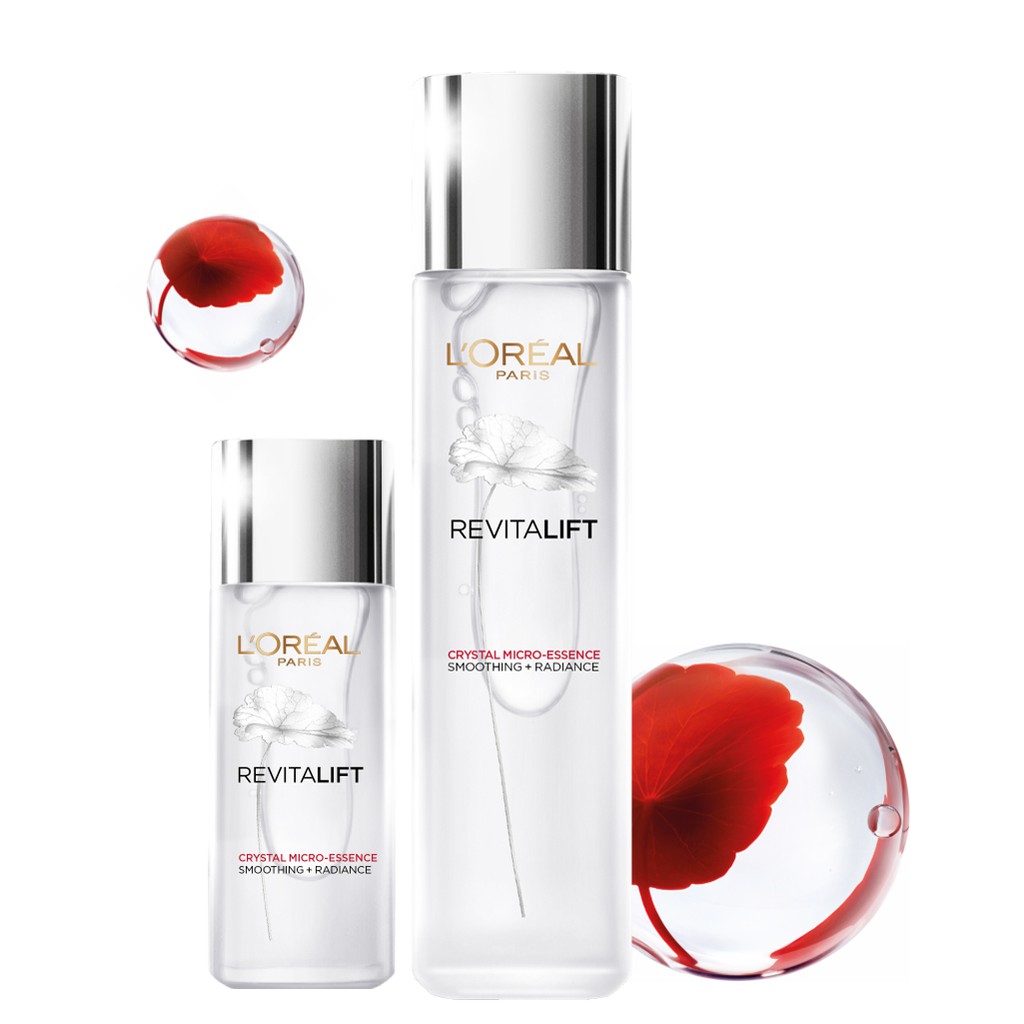 L'ORÉAL
PARIS
REVITALIFT
CRYSTAL MICRO-ESSENCE
SMOOTHING + RADIANCE
L'ORÉAL
PARIS
REVITALIFT
CRYSTAL MICRO-ESSENCE
SMOOTHING + RADIANCE